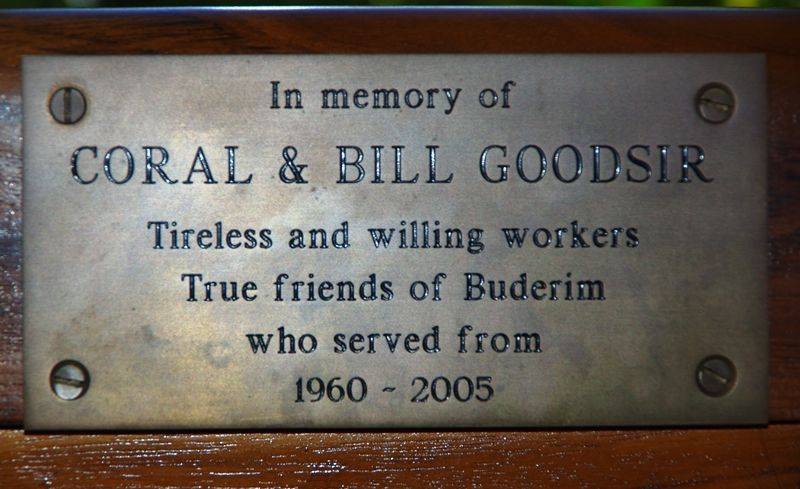 In memory of
CORAL & BILL GOODSIR
Tireless and willing workers
True friends of Buderim
who served from
1960 ~ 2005